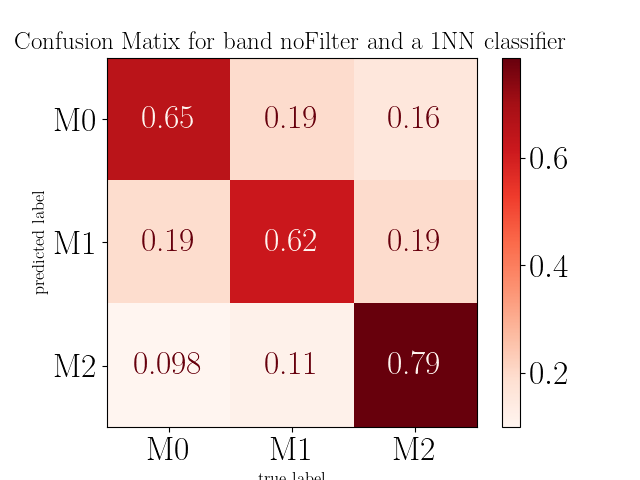 Confusion Matix for band noFilter and a 1NN classifier
M0 0.65 0.19 0.16
0.6
predicted label
M1 0.19 0.62 0.19
0.4
M2 0.098 0.11 0.79
0.2
M0 M1 M2
true label